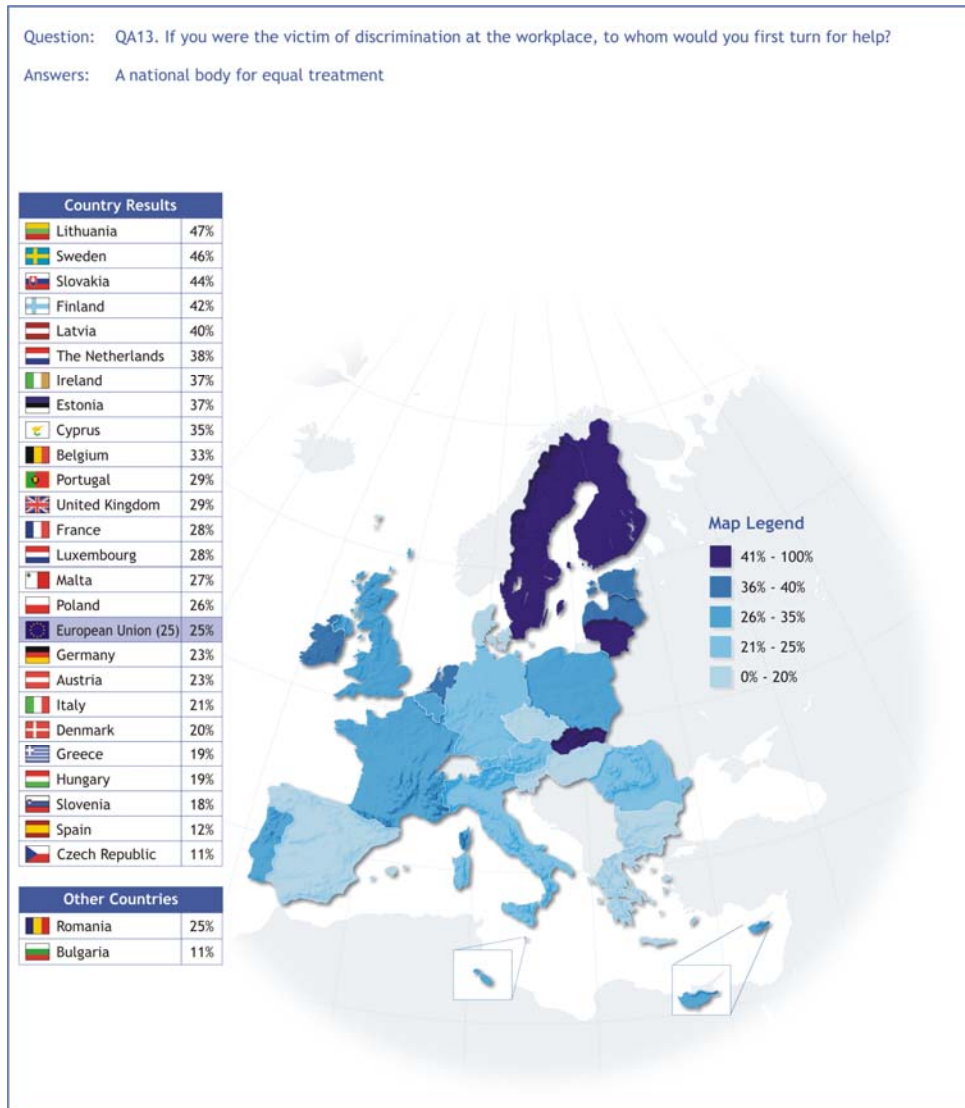 Question: QA13. If you were the victim of discrimination at the workplace, to whom would you first turn for help?
Answers: A national body for equal treatment
Country Results
Lithuania 47%
Sweden 46%
Slovakia 44%
Finland 42%
Latvia 40%
The Netherlands 38%
Ireland 37%
Estonia 37%
Cyprus 35%
Belgium 33%
Portugal 29%
United Kingdom 29%
France 28%
Luxembourg 28%
Malta 27%
Poland 26%
European Union (25) 25%
Germany 23%
Austria 23%
Italy 21%
Denmark 20%
Greece 19%
Hungary 19%
Slovenia 18%
Spain 12%
Czech Republic 11%
Other Countries
Romania 25%
Bulgaria 11%
Map Legend
41% - 100%
36% - 40%
26% - 35%
21% - 25%
0% - 20%